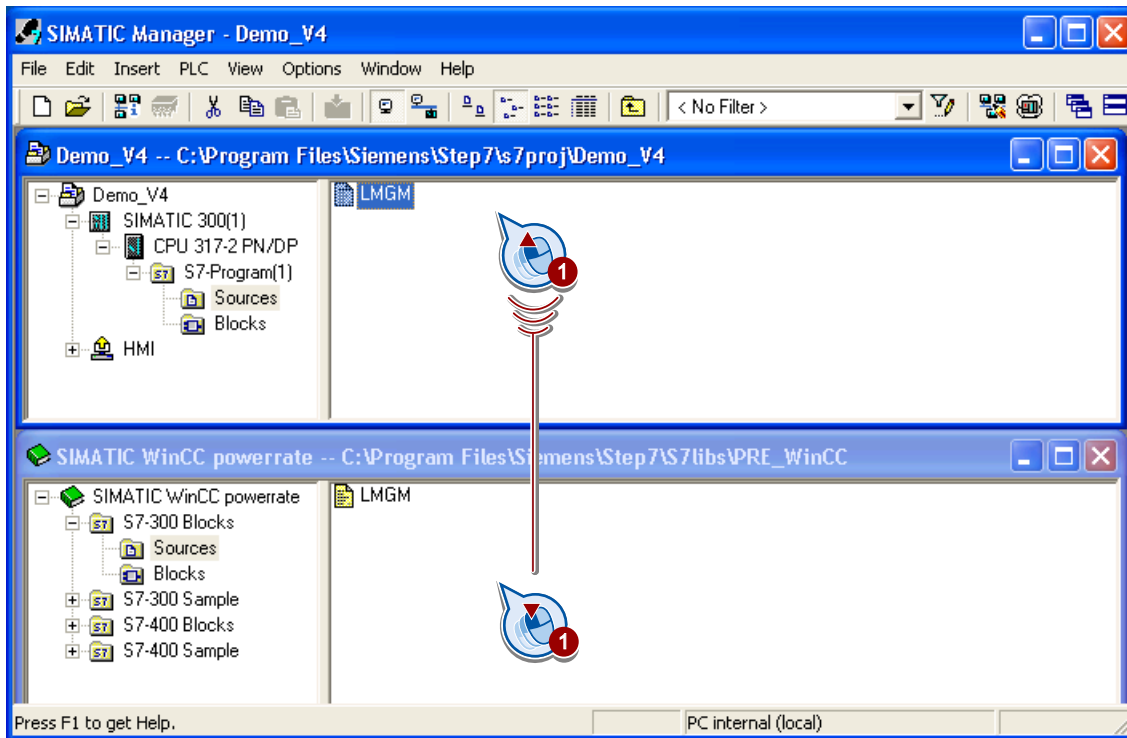 SIMATIC Manager - Demo_V4
File Edit Insert PLC View Options Window Help
< No Filter >
Demo_V4 -- C:\Program Files\Siemens\Step7\s7proj\Demo_V4
Demo_V4
SIMATIC 300(1)
CPU 317-2 PN/DP
S7-Program(1)
Sources
Blocks
HMI
LMGM
1
SIMATIC WinCC powerrate -- C:\Program Files\Siemens\Step7\S7libs\PRE_WinCC
SIMATIC WinCC powerrate
S7-300 Blocks
Sources
Blocks
S7-300 Sample
S7-400 Blocks
S7-400 Sample
LMGM
1
Press F1 to get Help.
PC internal (local)